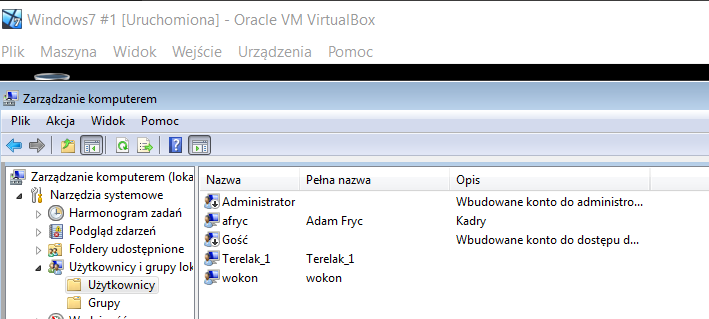 Windows7 #1 [Uruchomiona] - Oracle VM VirtualBox
Plik Maszyna Widok Wejście Urządzenia Pomoc
Zarządzanie komputerem
Plik Akcja Widok Pomoc
Zarządzanie komputerem (loka
Narzędzia systemowe
Harmonogram zadań
Podgląd zdarzeń
Foldery udostępnione
Użytkownicy i grupy lok
Użytkownicy
Grupy
Nazwa Pełna nazwa Opis
Administrator Wbudowane konto do administro...
afryc Adam Fryc Kadry
Gość Wbudowane konto do dostępu d...
Terelak_1 Terelak_1
wokon wokon